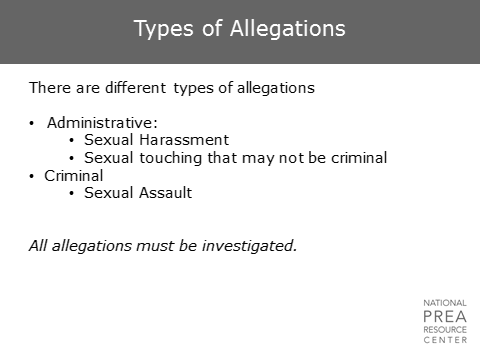 Types of Allegations
There are different types of allegations
• Administrative:
• Sexual Harassment
• Sexual touching that may not be criminal
• Criminal
• Sexual Assault
All allegations must be investigated.
NATIONAL
PREA
RESOURCE
CENTER